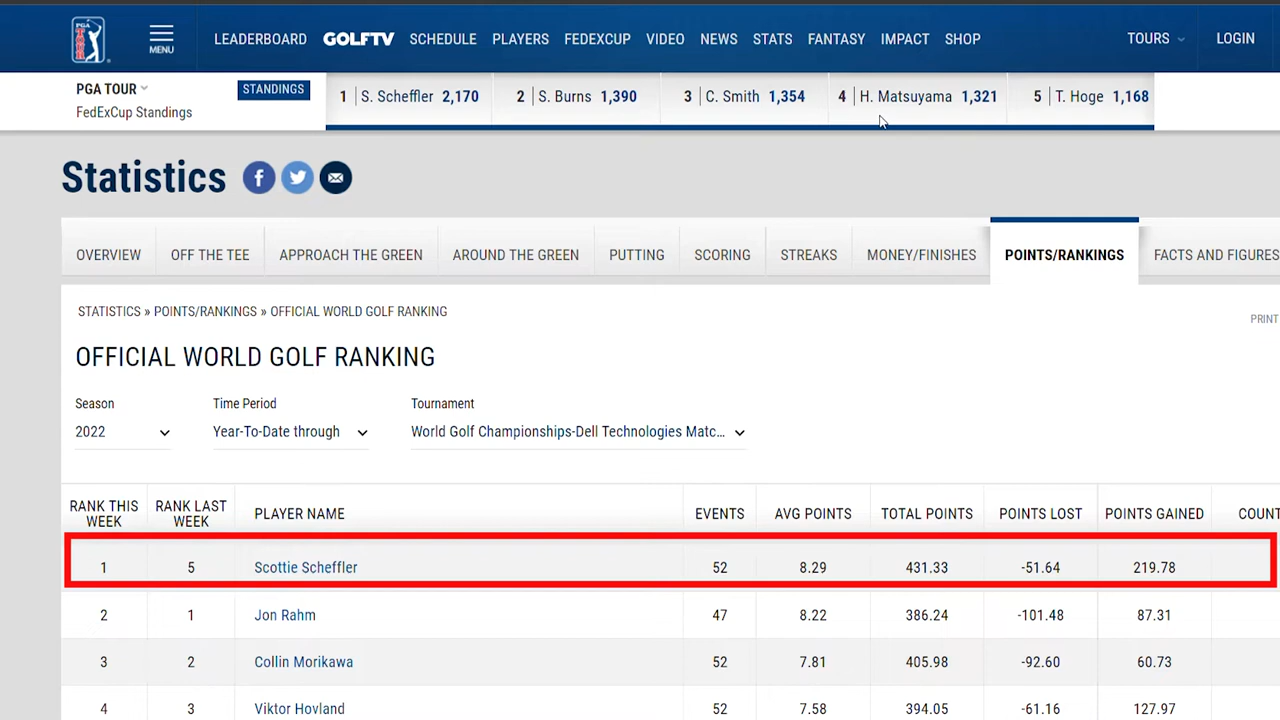 PGA TOUR
MENU
LEADERBOARD GOLFTV SCHEDULE PLAYERS FEDEXCUP VIDEO NEWS STATS FANTASY IMPACT SHOP TOURS LOGIN
PGA TOUR STANDINGS 1 S. Scheffler 2,170 2 S. Burns 1,390 3 C. Smith 1,354 4 H. Matsuyama 1,321 5 T. Hoge 1,168
FedExCup Standings
Statistics
OVERVIEW OFF THE TEE APPROACH THE GREEN AROUND THE GREEN PUTTING SCORING STREAKS MONEY/FINISHES POINTS/RANKINGS FACTS AND FIGURES
STATISTICS » POINTS/RANKINGS » OFFICIAL WORLD GOLF RANKING
PRINT
OFFICIAL WORLD GOLF RANKING
Season Time Period Tournament
2022 Year-To-Date through World Golf Championships-Dell Technologies Matc...
RANK THIS WEEK RANK LAST WEEK PLAYER NAME EVENTS AVG POINTS TOTAL POINTS POINTS LOST POINTS GAINED COUNT
1 5 Scottie Scheffler 52 8.29 431.33 -51.64 219.78
2 1 Jon Rahm 47 8.22 386.24 -101.48 87.31
3 2 Collin Morikawa 52 7.81 405.98 -92.60 60.73
4 3 Viktor Hovland 52 7.58 394.05 -61.16 127.97